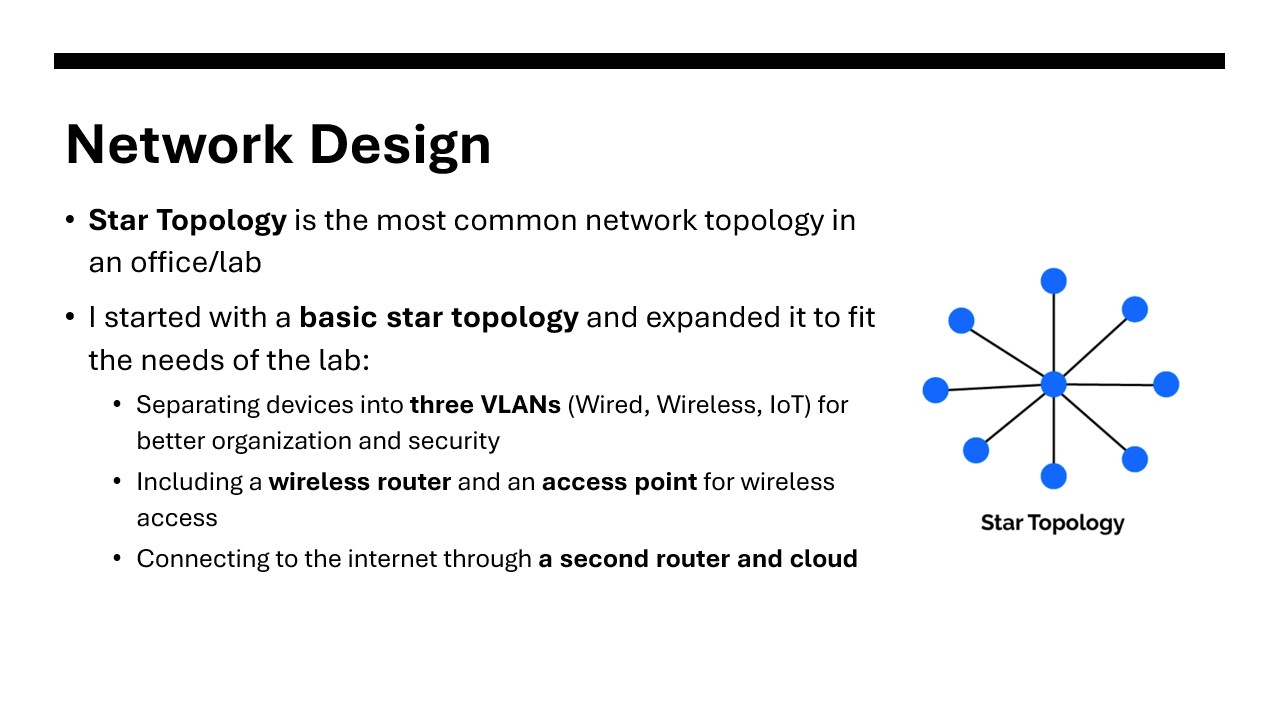 Network Design
• Star Topology is the most common network topology in
an office/lab
• I started with a basic star topology and expanded it to fit
the needs of the lab:
• Separating devices into three VLANs (Wired, Wireless, IoT) for
better organization and security
• Including a wireless router and an access point for wireless
access
• Connecting to the internet through a second router and cloud
Star Topology